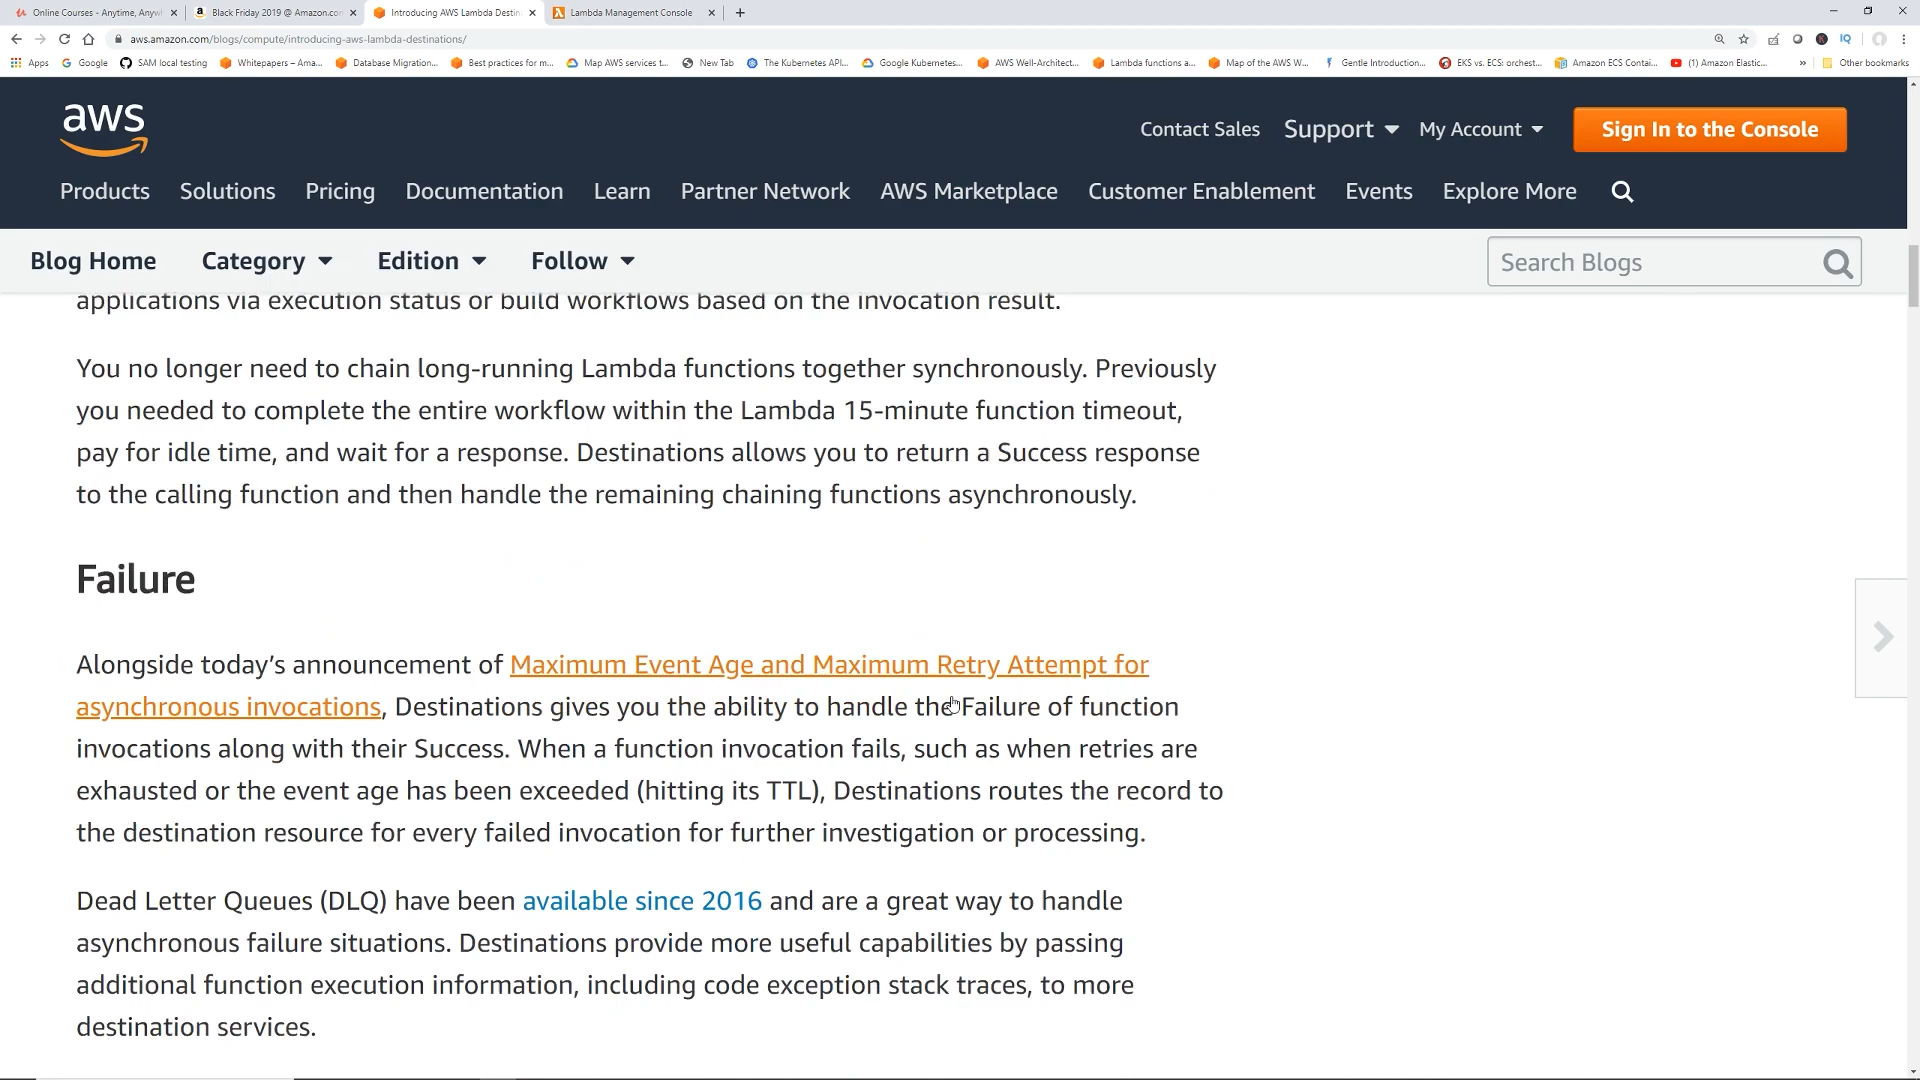 Online Courses - Anytime, Anyw
Black Friday 2019 @ Amazon.co
Introducing AWS Lambda Destin
Lambda Management Console
aws.amazon.com/blogs/compute/introducing-aws-lambda-destinations/
Apps
Google
SAM local testing
Whitepapers – Ama...
Database Migration...
Best practices for m...
Map AWS services t...
New Tab
The Kubernetes API...
Google Kubernetes...
AWS Well-Architect...
Lambda functions a...
Map of the AWS W...
Gentle Introduction...
EKS vs. ECS: orchest...
Amazon ECS Contai...
(1) Amazon Elastic...
Other bookmarks
aws
Contact Sales
Support
My Account
Sign In to the Console
Products
Solutions
Pricing
Documentation
Learn
Partner Network
AWS Marketplace
Customer Enablement
Events
Explore More
Blog Home
Category
Edition
Follow
Search Blogs
applications via execution status or build workflows based on the invocation result.
You no longer need to chain long-running Lambda functions together synchronously. Previously
you needed to complete the entire workflow within the Lambda 15-minute function timeout,
pay for idle time, and wait for a response. Destinations allows you to return a Success response
to the calling function and then handle the remaining chaining functions asynchronously.
Failure
Alongside today’s announcement of Maximum Event Age and Maximum Retry Attempt for
asynchronous invocations, Destinations gives you the ability to handle the Failure of function
invocations along with their Success. When a function invocation fails, such as when retries are
exhausted or the event age has been exceeded (hitting its TTL), Destinations routes the record to
the destination resource for every failed invocation for further investigation or processing.
Dead Letter Queues (DLQ) have been available since 2016 and are a great way to handle
asynchronous failure situations. Destinations provide more useful capabilities by passing
additional function execution information, including code exception stack traces, to more
destination services.